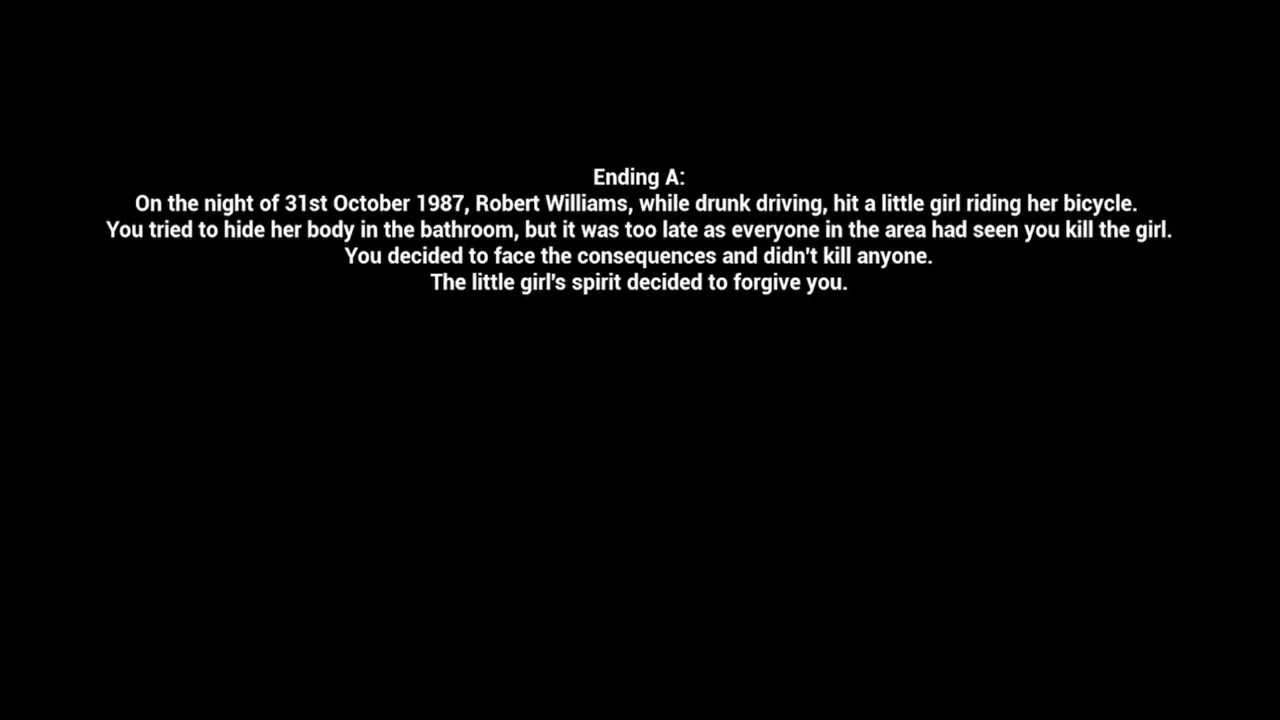 Ending A:
On the night of 31st October 1987, Robert Williams, while drunk driving, hit a little girl riding her bicycle.
You tried to hide her body in the bathroom, but it was too late as everyone in the area had seen you kill the girl.
You decided to face the consequences and didn't kill anyone.
The little girl's spirit decided to forgive you.